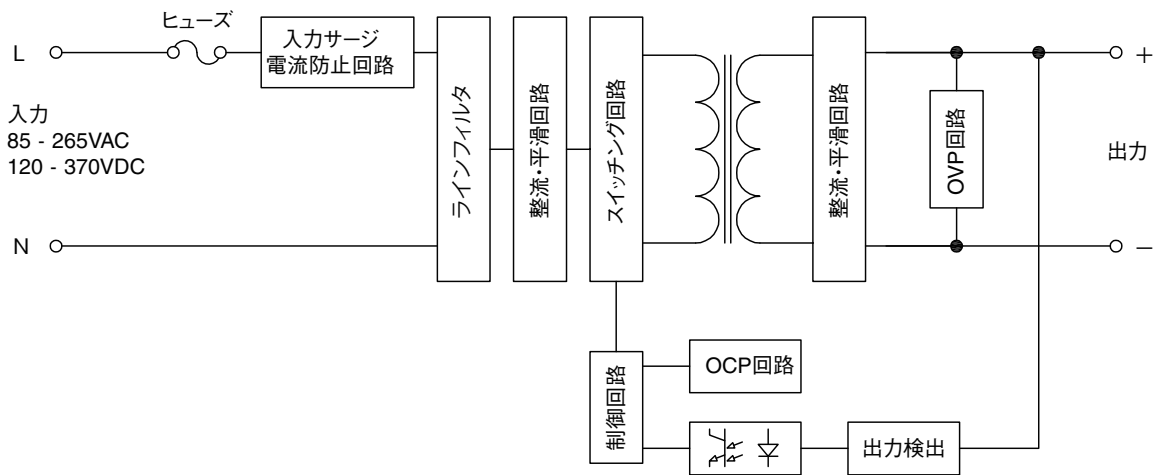 ヒューズ
L
入力サージ
電流防止回路
入力
85 - 265VAC
120 - 370VDC
N
ラインフィルタ
整流・平滑回路
スイッチング回路
整流・平滑回路
OVP回路
+
出力
−
制御回路
OCP回路
出力検出